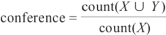 conference = count(X ∪ Y) / count(X)